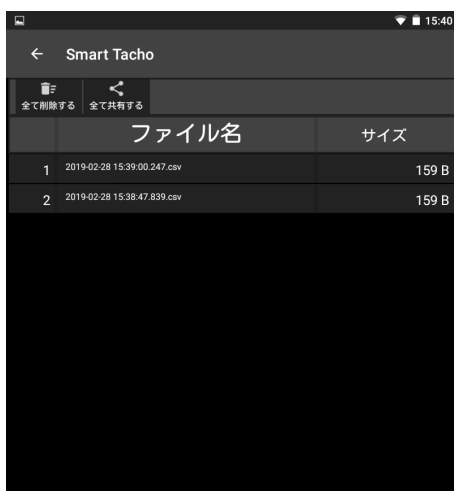 15:40
Smart Tacho
全て削除する 全て共有する
ファイル名 サイズ
1 2019-02-28 15:39:00.247.csv 159 B
2 2019-02-28 15:38:47.839.csv 159 B